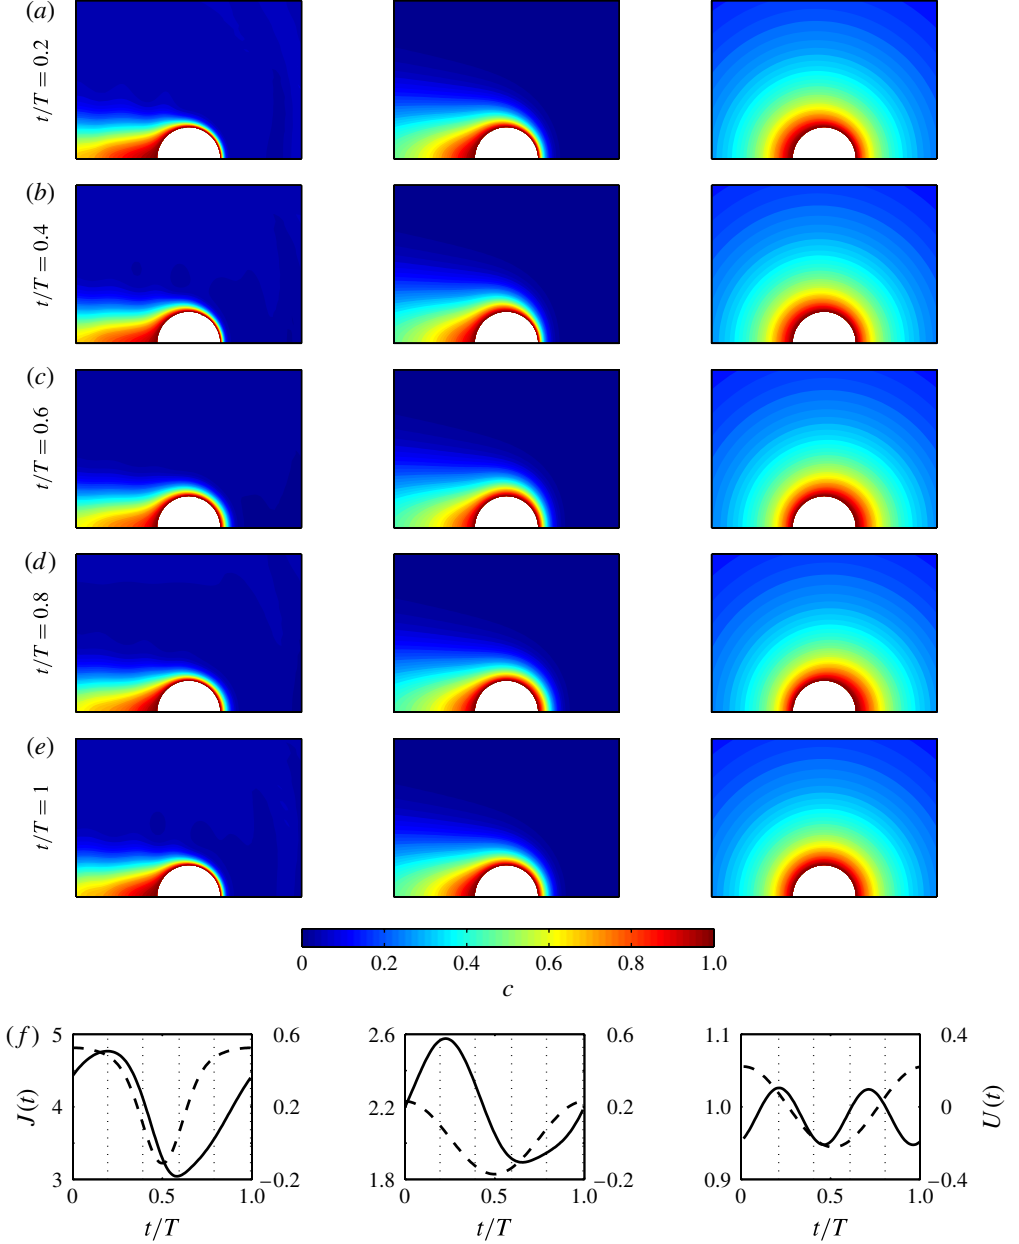 (a)
t/T = 0.2
(b)
t/T = 0.4
(c)
t/T = 0.6
(d)
t/T = 0.8
(e)
t/T = 1
0 0.2 0.4 0.6 0.8 1.0
c
(f)
J(t)
5
4
3
0.6
0.2
−0.2
0 0.5 1.0
t/T
2.6
2.2
1.8
0.6
0.2
−0.2
0 0.5 1.0
t/T
1.1
1.0
0.9
0.4
0
−0.4
0 0.5 1.0
t/T
U(t)